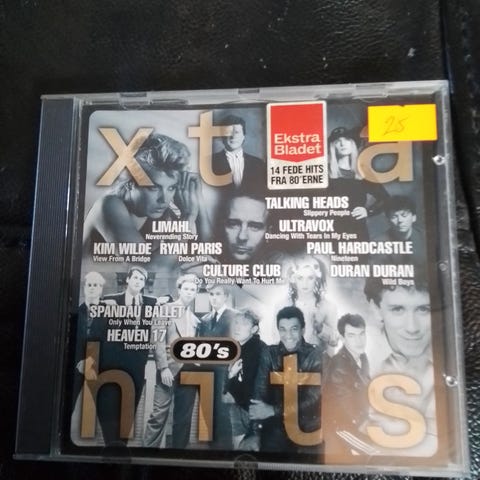 xtra
25
Ekstra
Bladet
14 FEDE HITS
FRA 80'ERNE
TALKING HEADS
Slippery People
LIMAHL
Neverending Story
ULTRAVOX
Dancing With Tears In My Eyes
KIM WILDE
View From A Bridge
RYAN PARIS
Dolce Vita
PAUL HARDCASTLE
Nineteen
CULTURE CLUB
Do You Really Want To Hurt Me
DURAN DURAN
Wild Boys
SPANDAU BALLET
Only When You Leave
HEAVEN 17
Temptation
80's
hits